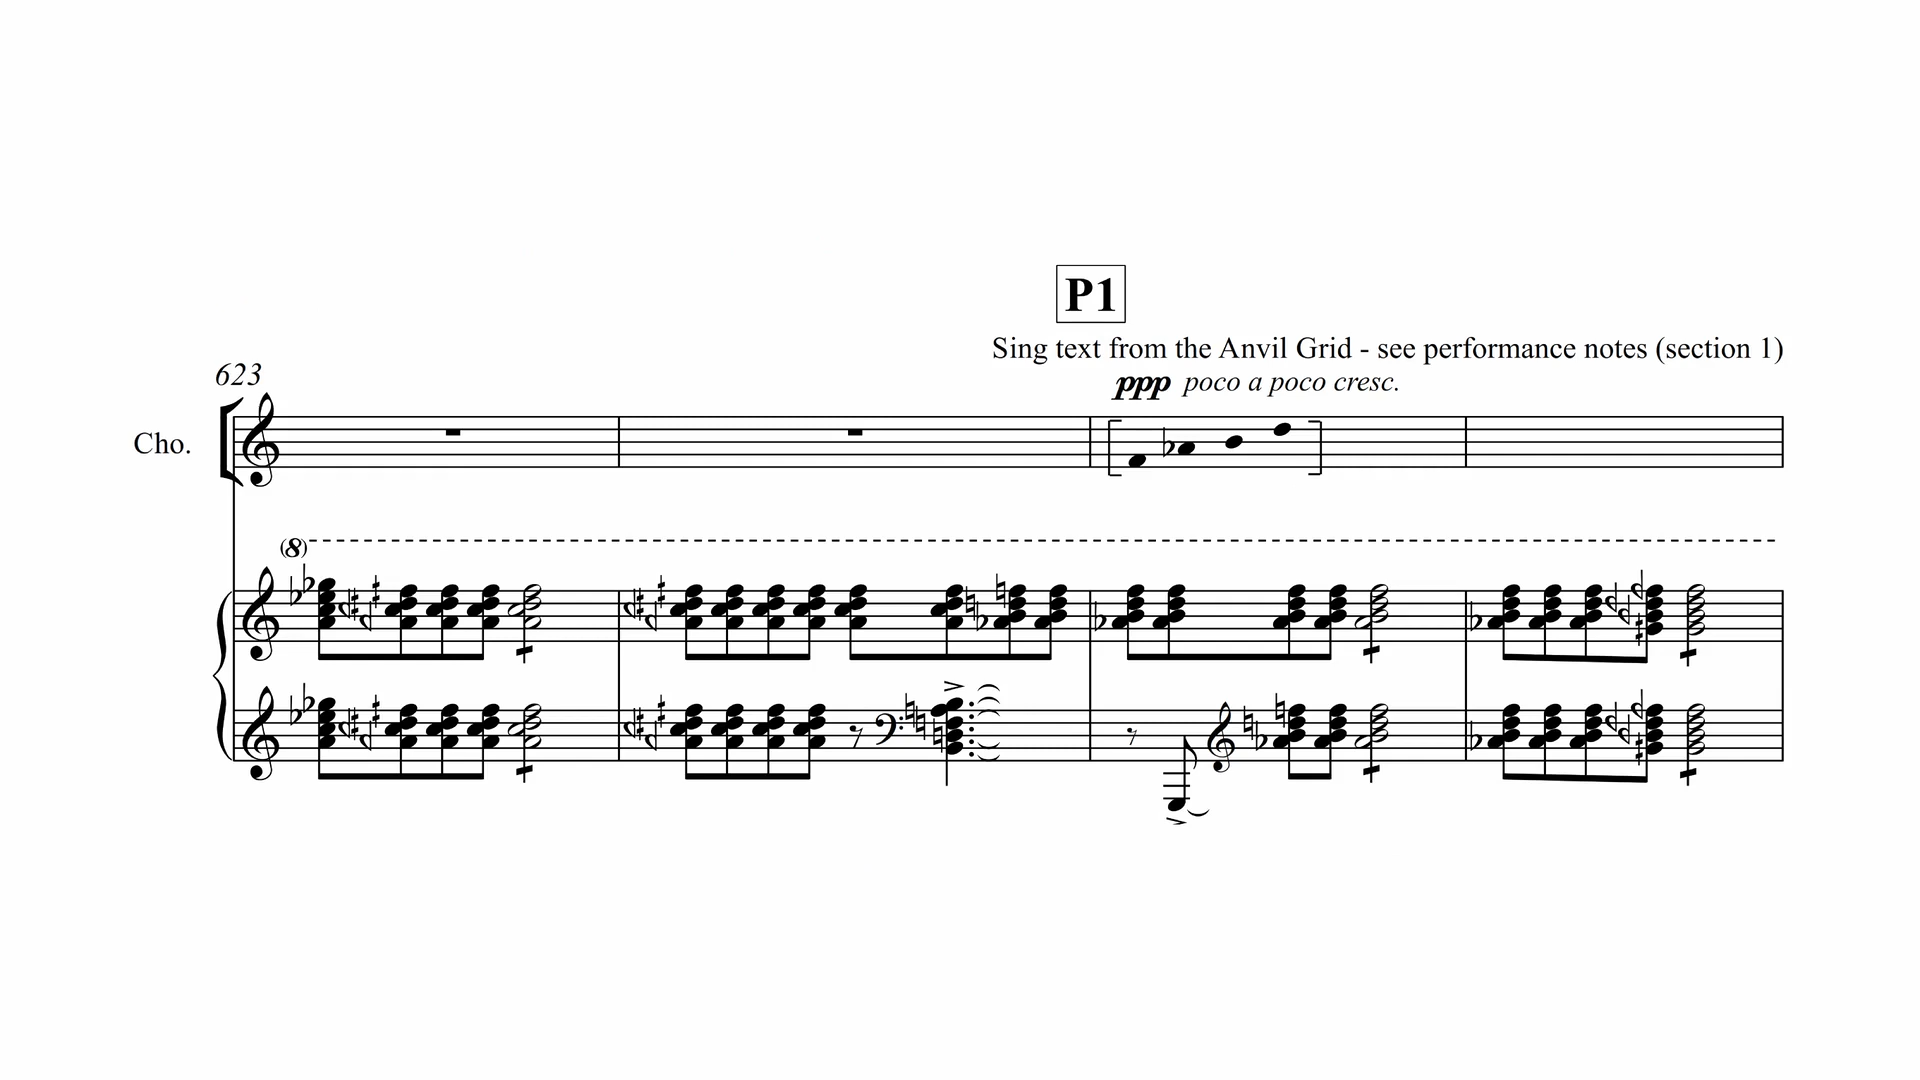 P1
Sing text from the Anvil Grid - see performance notes (section 1)
623
ppp poco a poco cresc.
Cho.
(8)